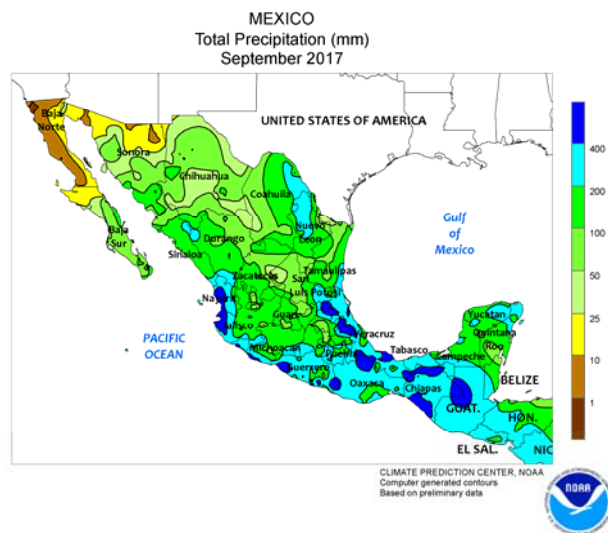 MEXICO
Total Precipitation (mm)
September 2017
UNITED STATES OF AMERICA
Baja
Norte
Sonora
Chihuahua
Coahuila
Baja
Sur
Sinaloa
Durango
Nuevo
Leon
Zacatecas
San
Luis Potosi
Tamaulipas
Nayarit
Jalisco
Guan
Michoacan
Guerrero
Puebla
Veracruz
Oaxaca
Tabasco
Chiapas
Campeche
Yucatan
Quintana
Roo
Gulf
of
Mexico
PACIFIC
OCEAN
BELIZE
GUAT.
HON.
EL SAL.
NIC
400
200
100
50
25
10
1
CLIMATE PREDICTION CENTER, NOAA
Computer generated contours
Based on preliminary data
NOAA